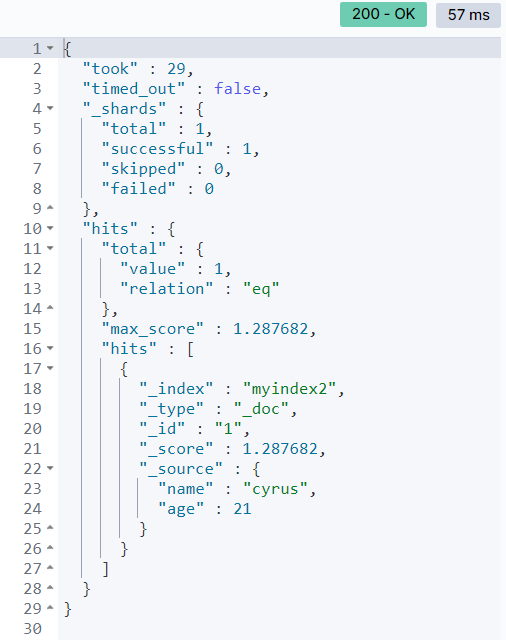 200 - OK 57 ms
1 {
2 "took" : 29,
3 "timed_out" : false,
4 "_shards" : {
5 "total" : 1,
6 "successful" : 1,
7 "skipped" : 0,
8 "failed" : 0
9 },
10 "hits" : {
11 "total" : {
12 "value" : 1,
13 "relation" : "eq"
14 },
15 "max_score" : 1.287682,
16 "hits" : [
17 {
18 "_index" : "myindex2",
19 "_type" : "_doc",
20 "_id" : "1",
21 "_score" : 1.287682,
22 "_source" : {
23 "name" : "cyrus",
24 "age" : 21
25 }
26 }
27 ]
28 }
29 }
30